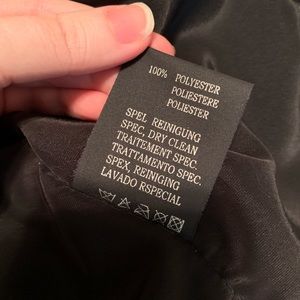 100% POLYESTER
POLIESTERE
POLIESTER
SPEL REINIGUNG
SPEC, DRY CLEAN
TRAITEMENT SPEC.
TRATTAMENTO SPEC.
SPEX, REINIGING
LAVADO RSPECIAL